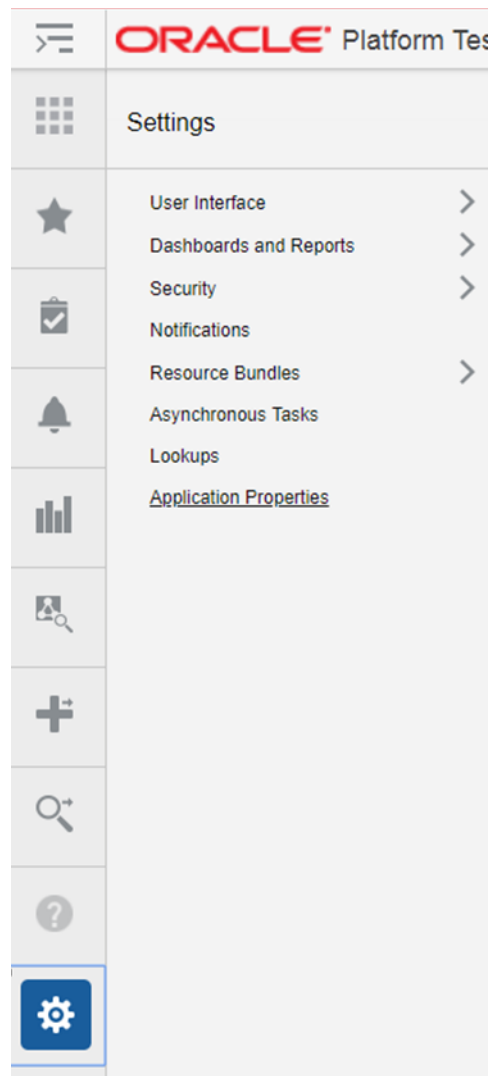 ORACLE Platform Tes
Settings
User Interface
Dashboards and Reports
Security
Notifications
Resource Bundles
Asynchronous Tasks
Lookups
Application Properties